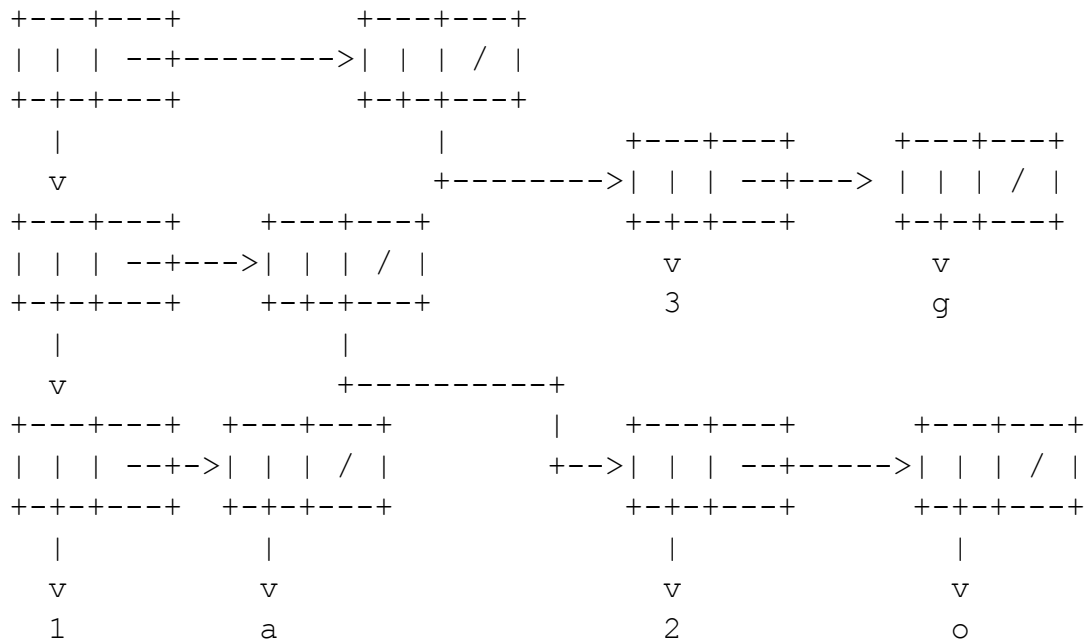 +---+---+         +---+---+
| | | --+-------->| | | / |
+-+-+---+         +-+-+---+
  |                   |         +---+---+     +---+---+
  v                   +-------->| | | --+---> | | | / |
+---+---+    +---+---+          +-+-+---+     +-+-+---+
| | | --+--->| | | / |            v             v
+-+-+---+    +-+-+---+            3             g
  |              |
  v              +----------+
+---+---+  +---+---+        |   +---+---+      +---+---+
| | | --+->| | | / |        +-->| | | --+----->| | | / |
+-+-+---+  +-+-+---+            +-+-+---+      +-+-+---+
  |          |                    |              |
  v          v                    v              v
  1          a                    2              o